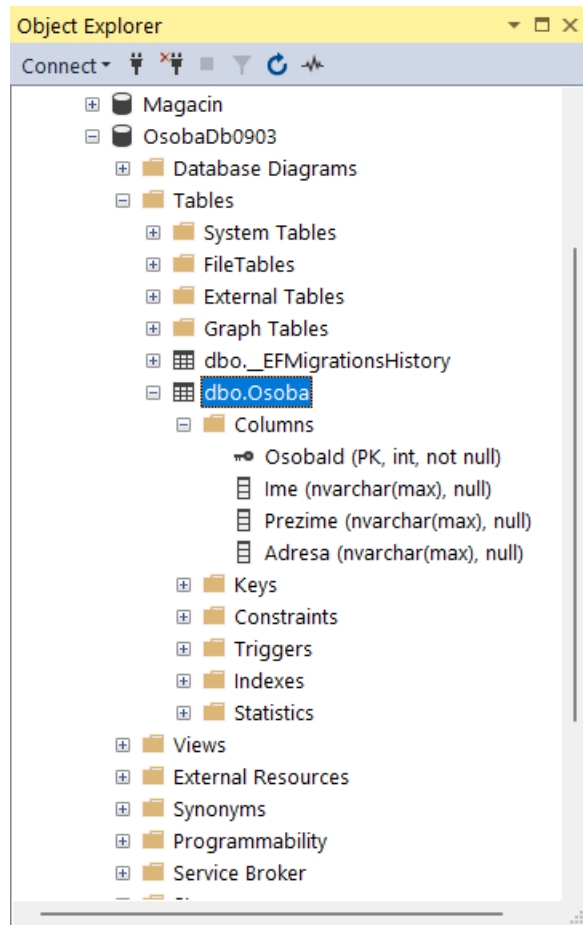 Object Explorer
Connect
Magacin
OsobaDb0903
Database Diagrams
Tables
System Tables
FileTables
External Tables
Graph Tables
dbo.__EFMigrationsHistory
dbo.Osoba
Columns
OsobaId (PK, int, not null)
Ime (nvarchar(max), null)
Prezime (nvarchar(max), null)
Adresa (nvarchar(max), null)
Keys
Constraints
Triggers
Indexes
Statistics
Views
External Resources
Synonyms
Programmability
Service Broker